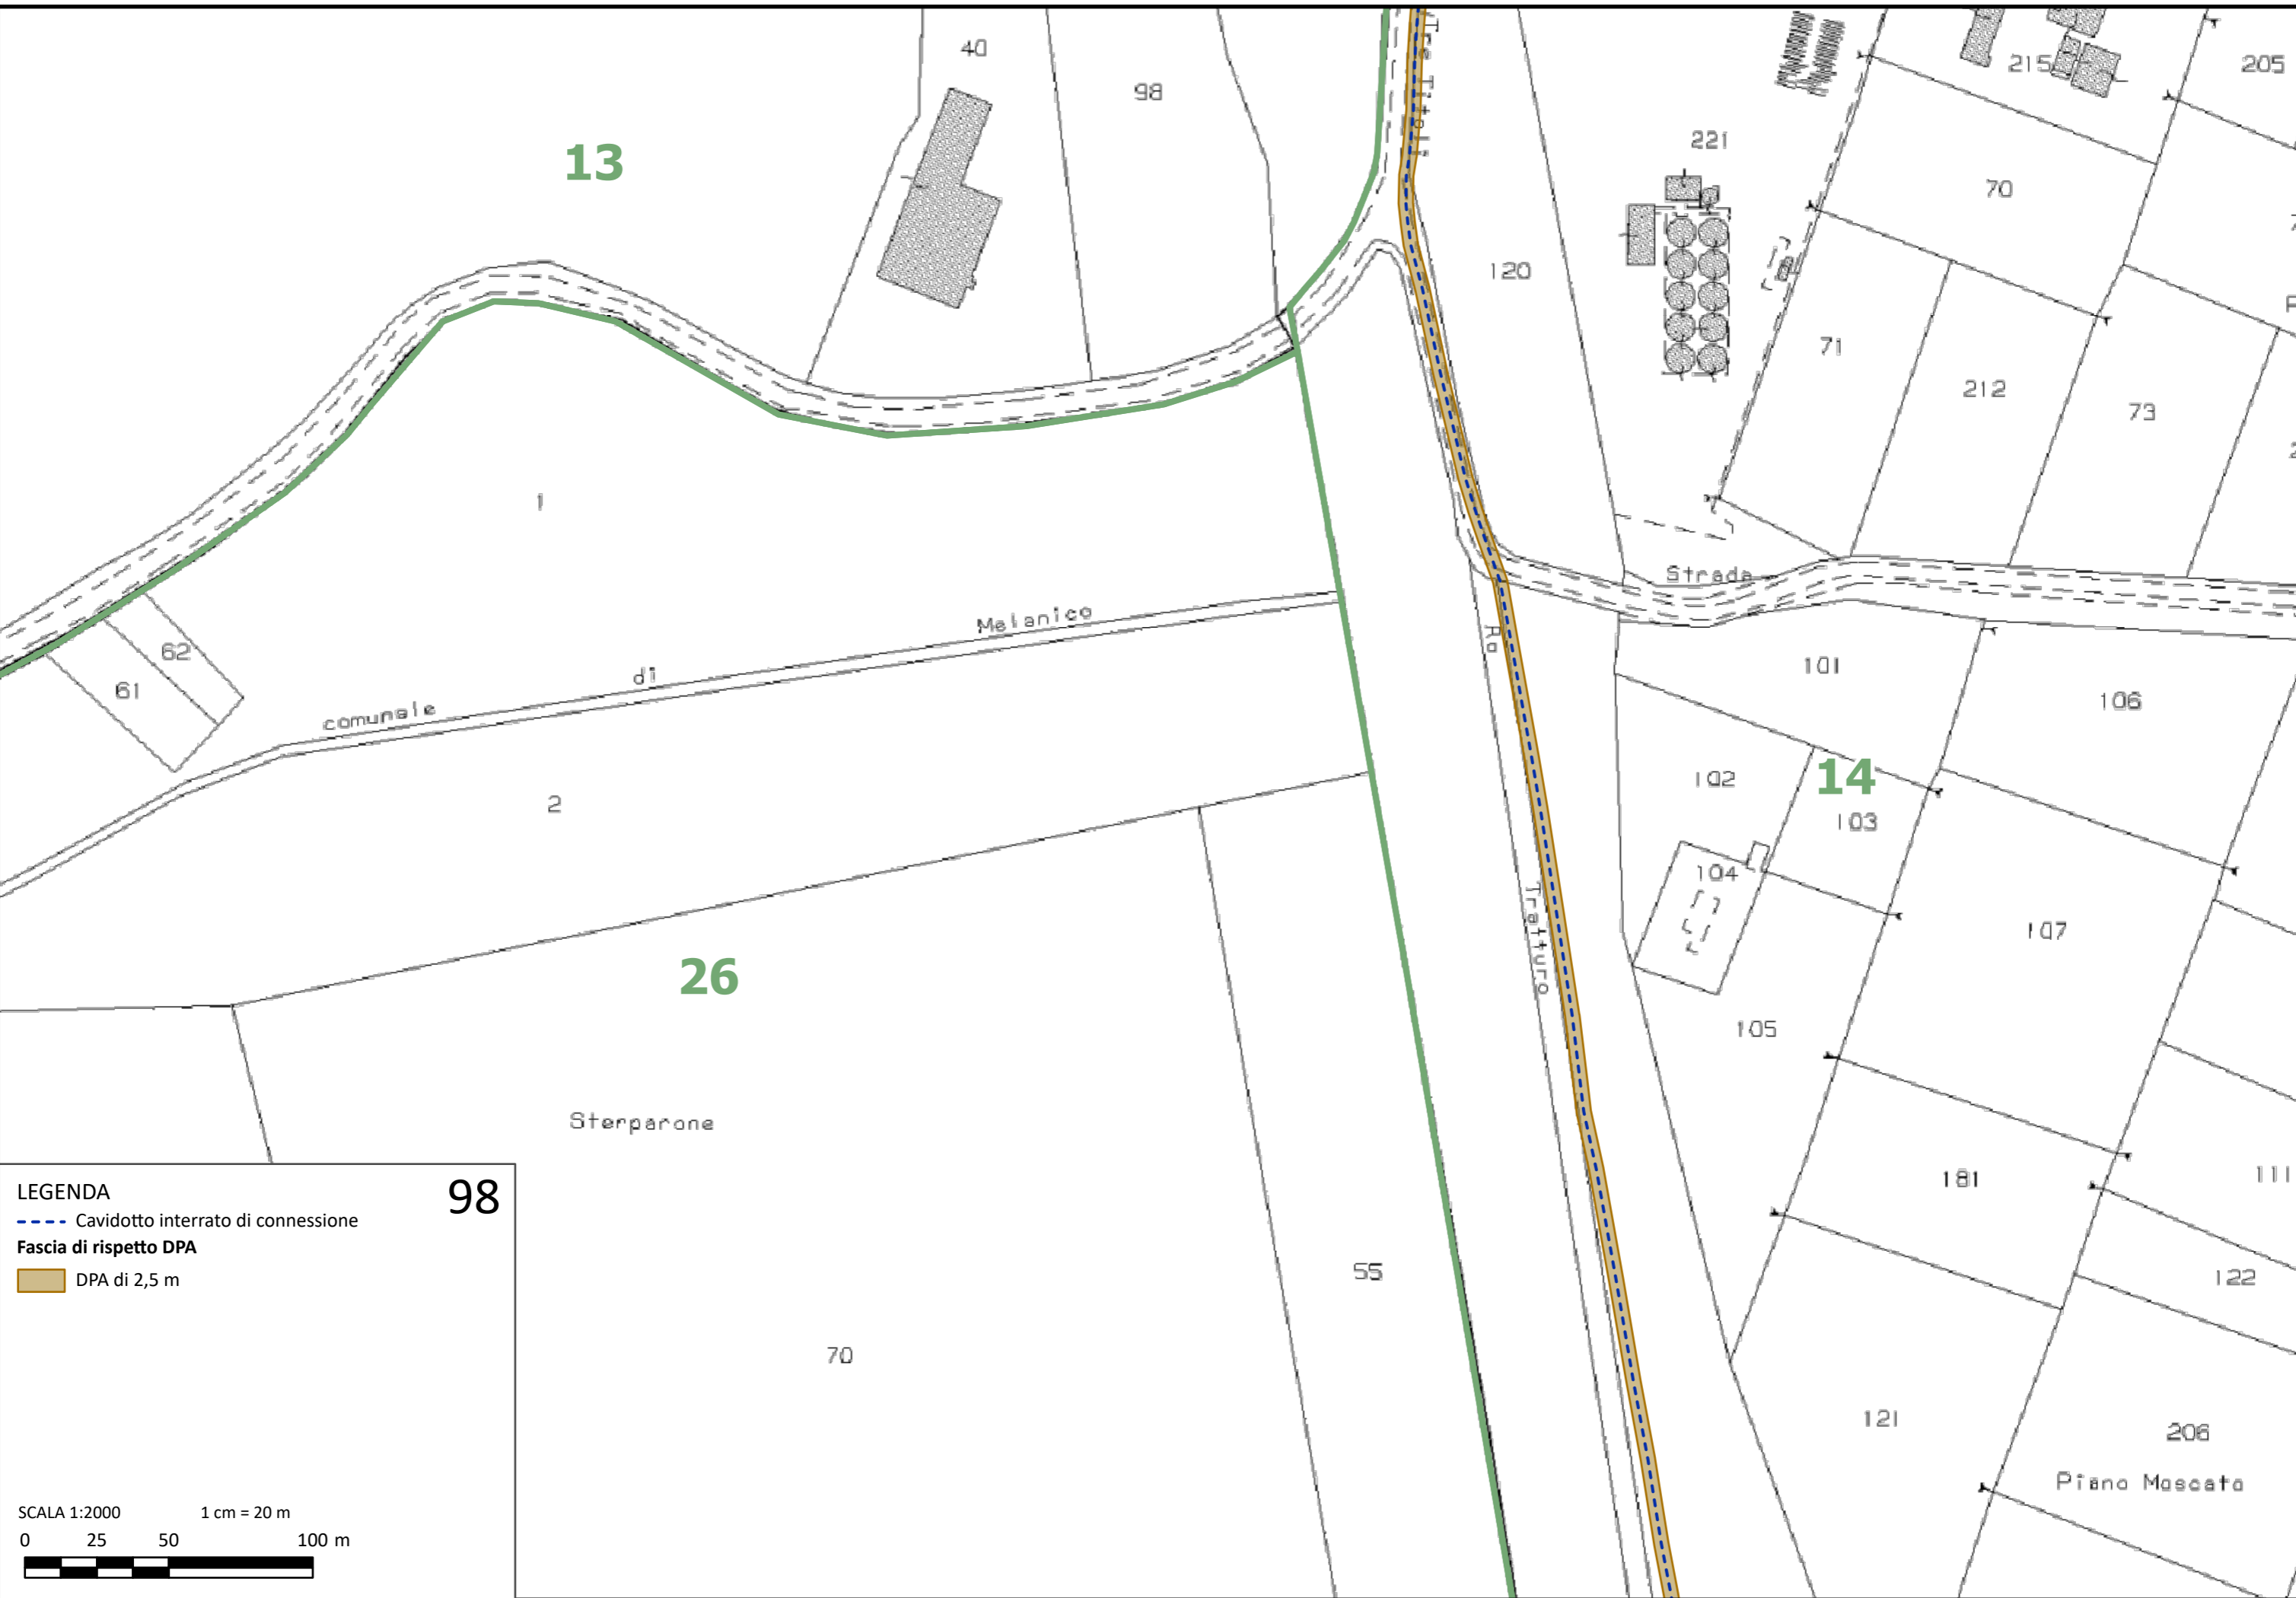 40
98
13
Tre Titoli
221
215
205
70
120
71
212
73
1
Strada
62
61
Melanico
di
comunale
Ra
101
106
102
14
103
2
104
107
Tratturo
26
105
Sterparone
181
111
55
122
70
121
206
Piano Moscato
LEGENDA
98
Cavidotto interrato di connessione
Fascia di rispetto DPA
DPA di 2,5 m
SCALA 1:2000 1 cm = 20 m
0 25 50 100 m